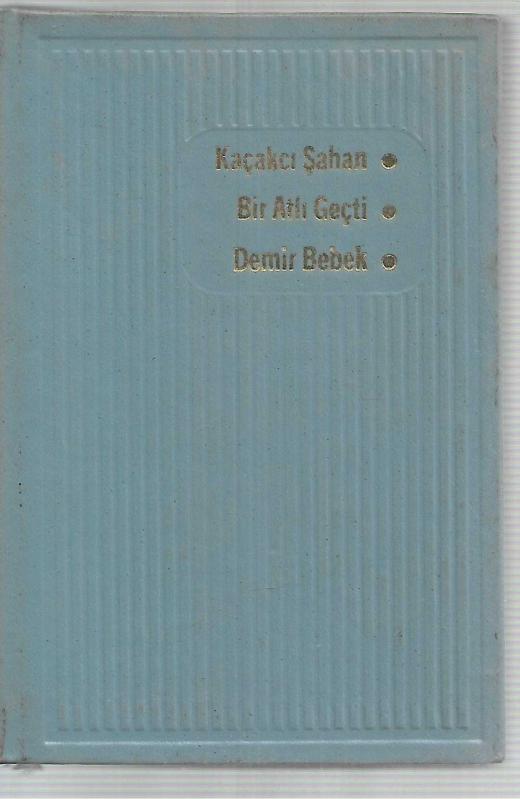 Kaçakcı Şahan
Bir Atlı Geçti
Demir Bebek